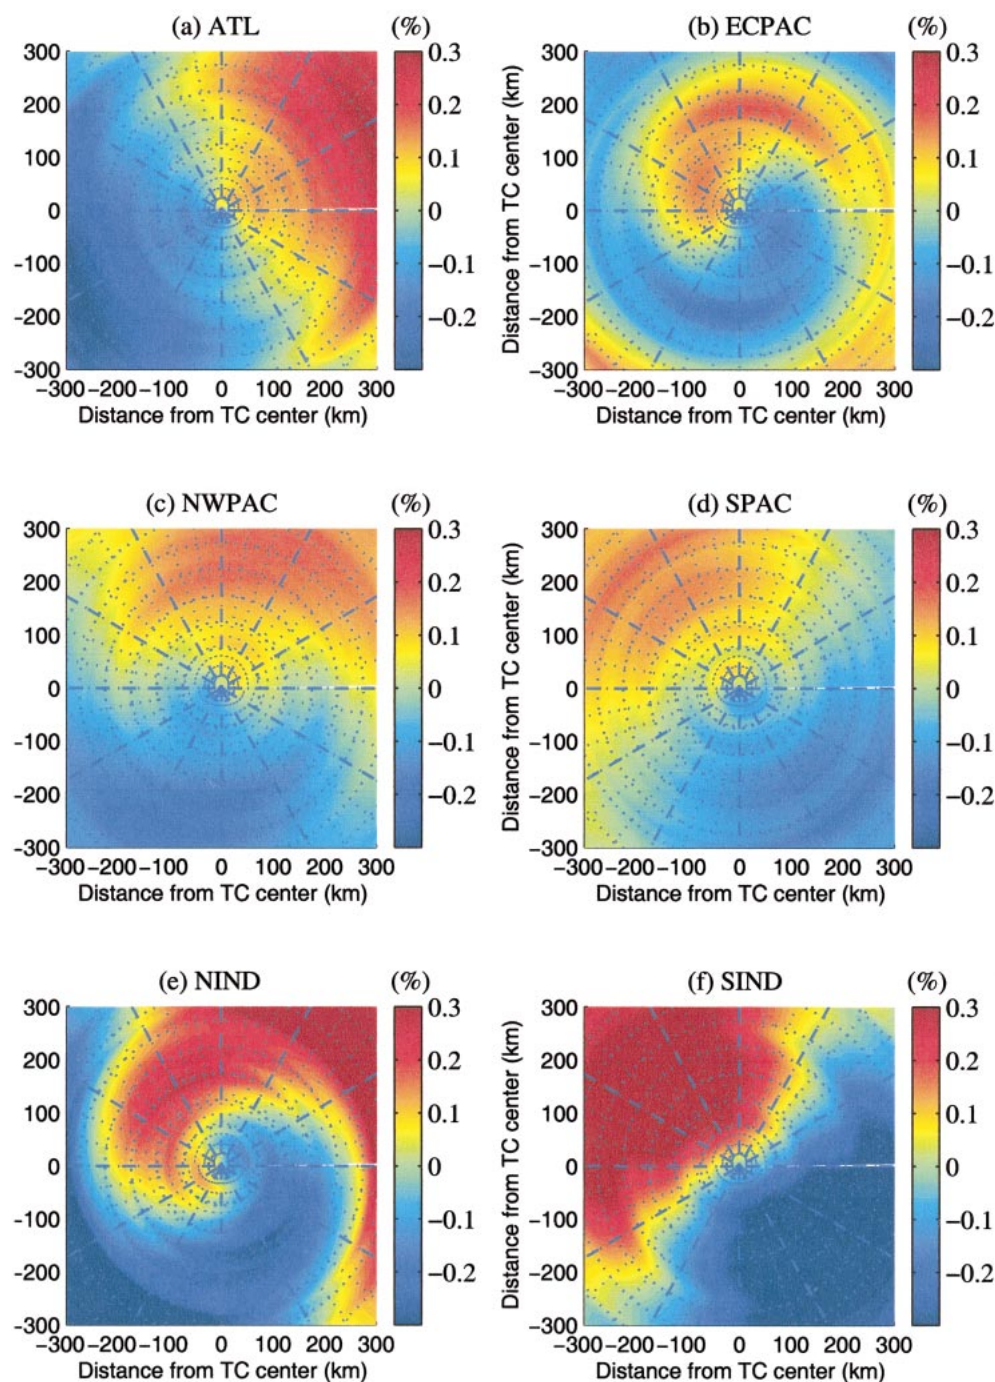 (a) ATL (%) (b) ECPAC (%)
300 0.3 300 0.3
200 0.2 200 0.2
100 0.1 100 0.1
0 0 0 0
-100 −0.1 -100 −0.1
-200 −0.2 -200 −0.2
-300 -300
−300 −200 −100 0 100 200 300 −300 −200 −100 0 100 200 300
Distance from TC center (km) Distance from TC center (km)
Distance from TC center (km)
(c) NWPAC (%) (d) SPAC (%)
300 0.3 300 0.3
200 0.2 200 0.2
100 0.1 100 0.1
0 0 0 0
-100 −0.1 -100 −0.1
-200 −0.2 -200 −0.2
-300 -300
−300 −200 −100 0 100 200 300 −300 −200 −100 0 100 200 300
Distance from TC center (km) Distance from TC center (km)
Distance from TC center (km)
(e) NIND (%) (f) SIND (%)
300 0.3 300 0.3
200 0.2 200 0.2
100 0.1 100 0.1
0 0 0 0
-100 −0.1 -100 −0.1
-200 −0.2 -200 −0.2
-300 -300
−300 −200 −100 0 100 200 300 −300 −200 −100 0 100 200 300
Distance from TC center (km) Distance from TC center (km)
Distance from TC center (km)